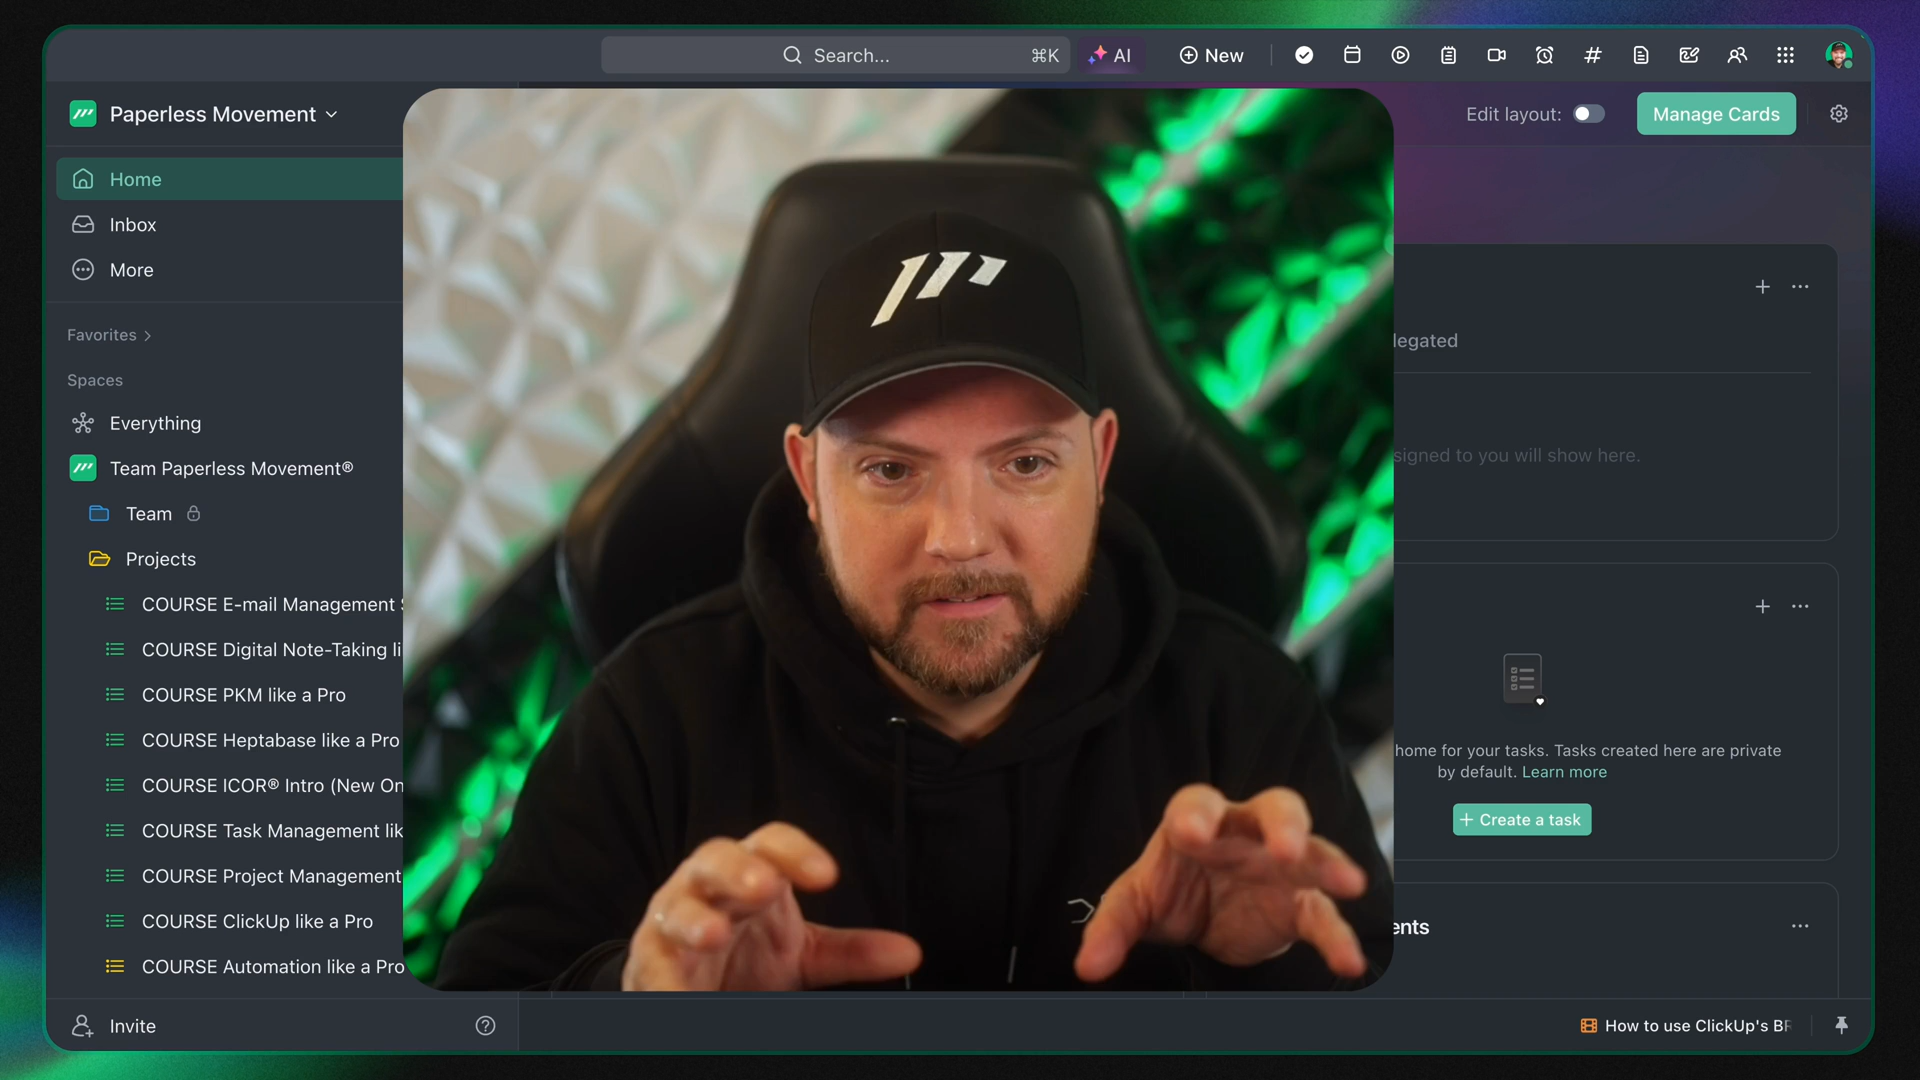 Search...
⌘K
AI
New
Paperless Movement
Edit layout:
Manage Cards
Home
Inbox
More
Favorites
Spaces
Everything
Team Paperless Movement®
Team
Projects
COURSE E-mail Management
COURSE Digital Note-Taking li
COURSE PKM like a Pro
COURSE Heptabase like a Pro
COURSE ICOR® Intro (New On
COURSE Task Management lik
COURSE Project Management
COURSE ClickUp like a Pro
COURSE Automation like a Pro
Invite
legated
signed to you will show here.
home for your tasks. Tasks created here are private
by default. Learn more
+ Create a task
ents
How to use ClickUp's BR